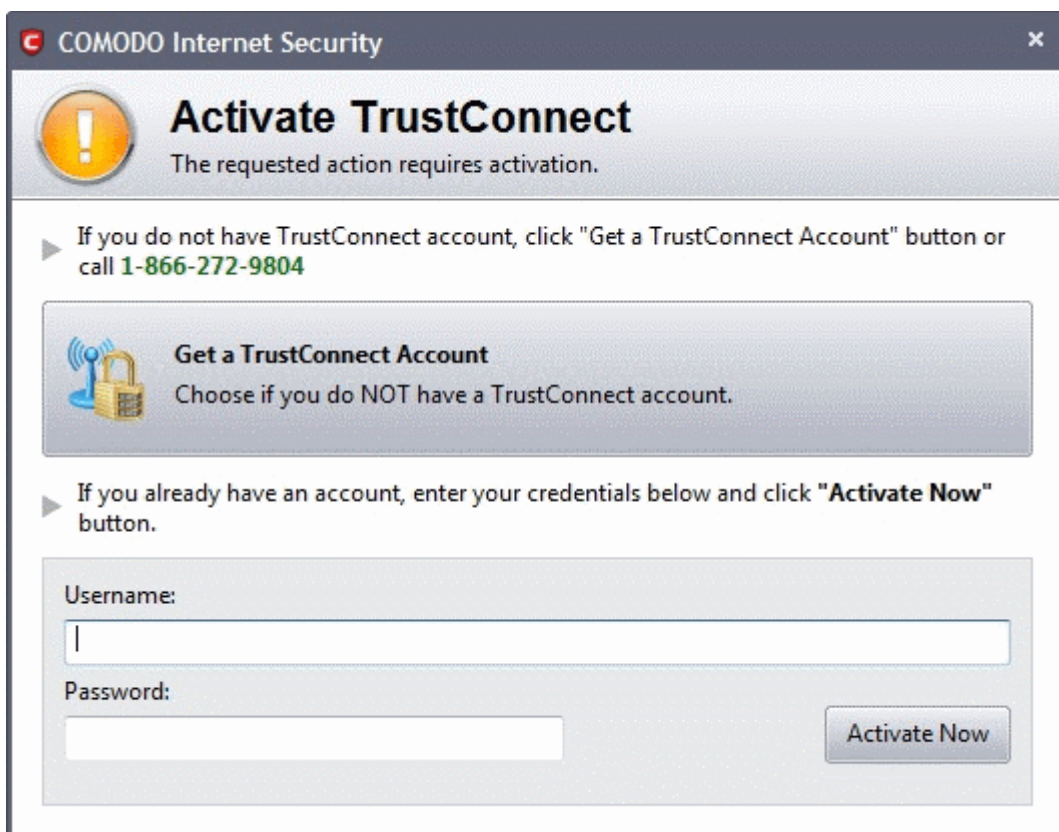 COMODO Internet Security
Activate TrustConnect
The requested action requires activation.
If you do not have TrustConnect account, click "Get a TrustConnect Account" button or
call 1-866-272-9804
Get a TrustConnect Account
Choose if you do NOT have a TrustConnect account.
If you already have an account, enter your credentials below and click "Activate Now"
button.
Username:
Password:
Activate Now